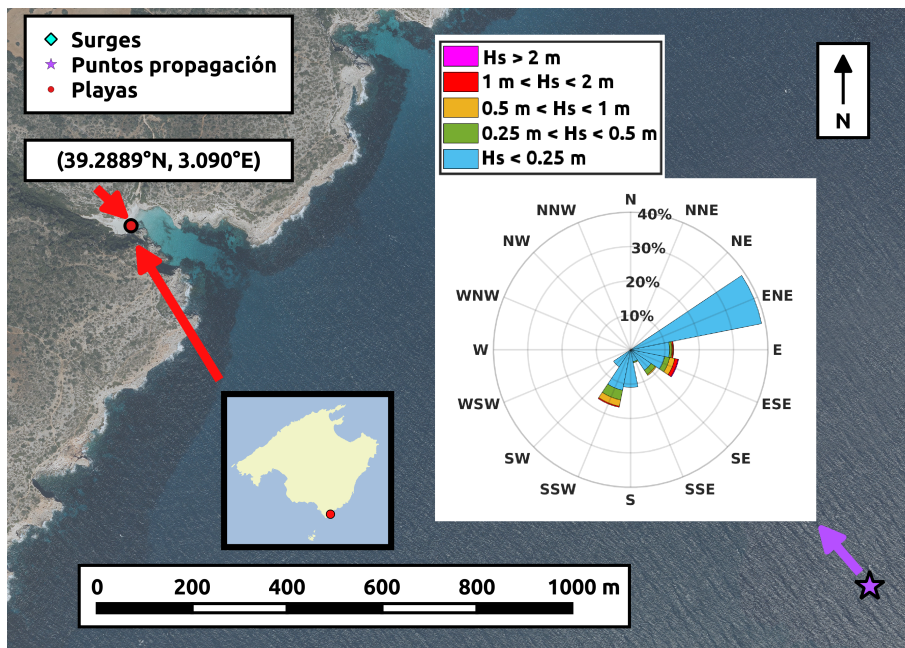 Surges
Puntos propagación
Playas
(39.2889°N, 3.090°E)
Hs > 2 m
1 m < Hs < 2 m
0.5 m < Hs < 1 m
0.25 m < Hs < 0.5 m
Hs < 0.25 m
N
N
NNE
NE
ENE
E
ESE
SE
SSE
S
SSW
SW
WSW
W
WNW
NW
NNW
40%
30%
20%
10%
0 200 400 600 800 1000 m